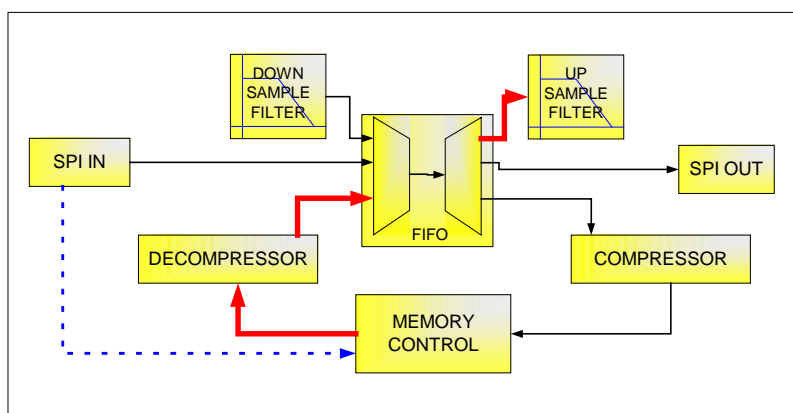 DOWN
SAMPLE
FILTER
UP
SAMPLE
FILTER
SPI IN
SPI OUT
FIFO
DECOMPRESSOR
COMPRESSOR
MEMORY
CONTROL